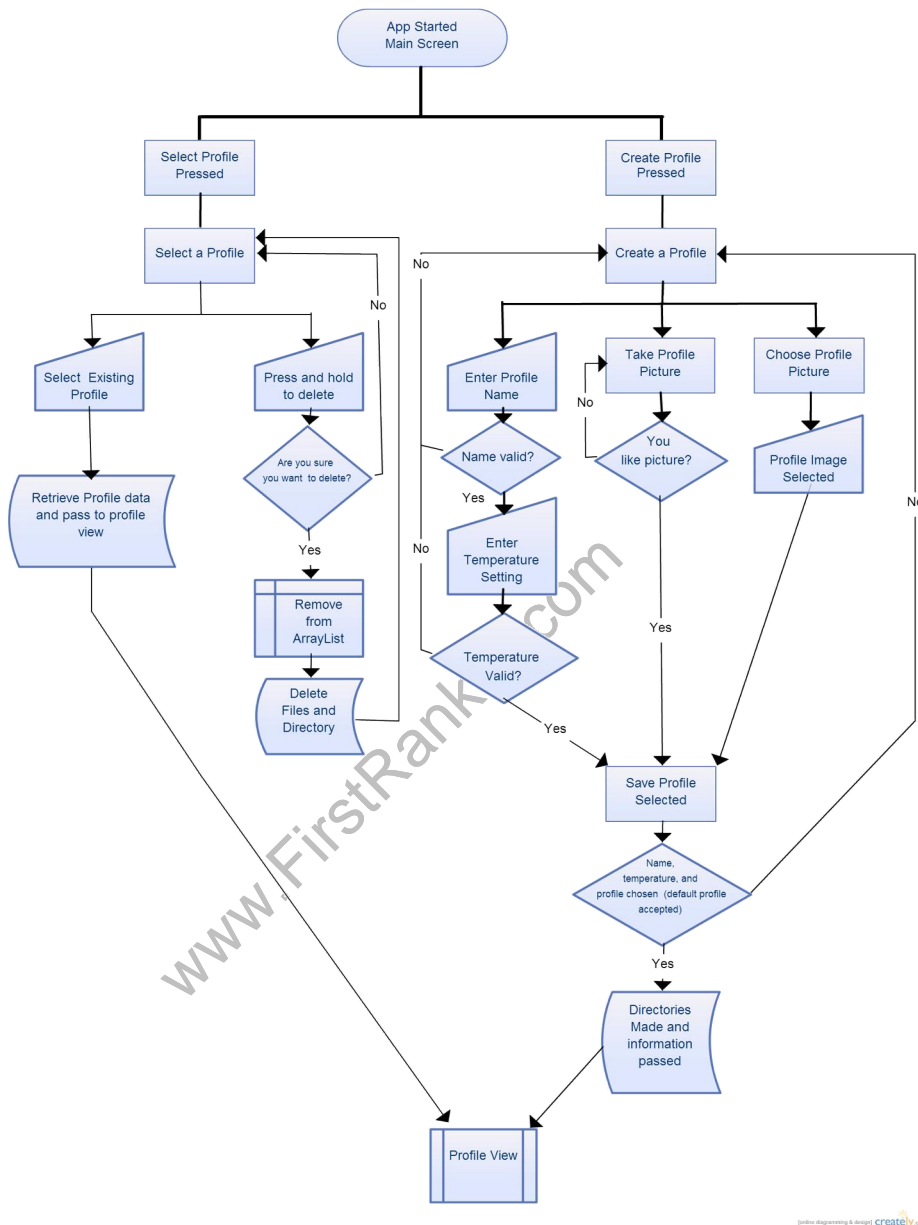 App Started
Main Screen
Select Profile
Pressed
Create Profile
Pressed
Select a Profile
Create a Profile
No
No
Select Existing
Profile
Press and hold
to delete
Enter Profile
Name
Take Profile
Picture
Choose Profile
Picture
No
Are you sure
you want to delete?
Name valid?
You
like picture?
Profile Image
Selected
Retrieve Profile data
and pass to profile
view
Yes
No
Yes
No
Enter
Temperature
Setting
Remove
from
ArrayList
Yes
Temperature
Valid?
Delete
Files and
Directory
Yes
Save Profile
Selected
Name,
temperature, and
profile chosen (default profile
accepted)
Yes
Directories
Made and
information
passed
Profile View
www.FirstRanker.com
[online diagramming & design] creately